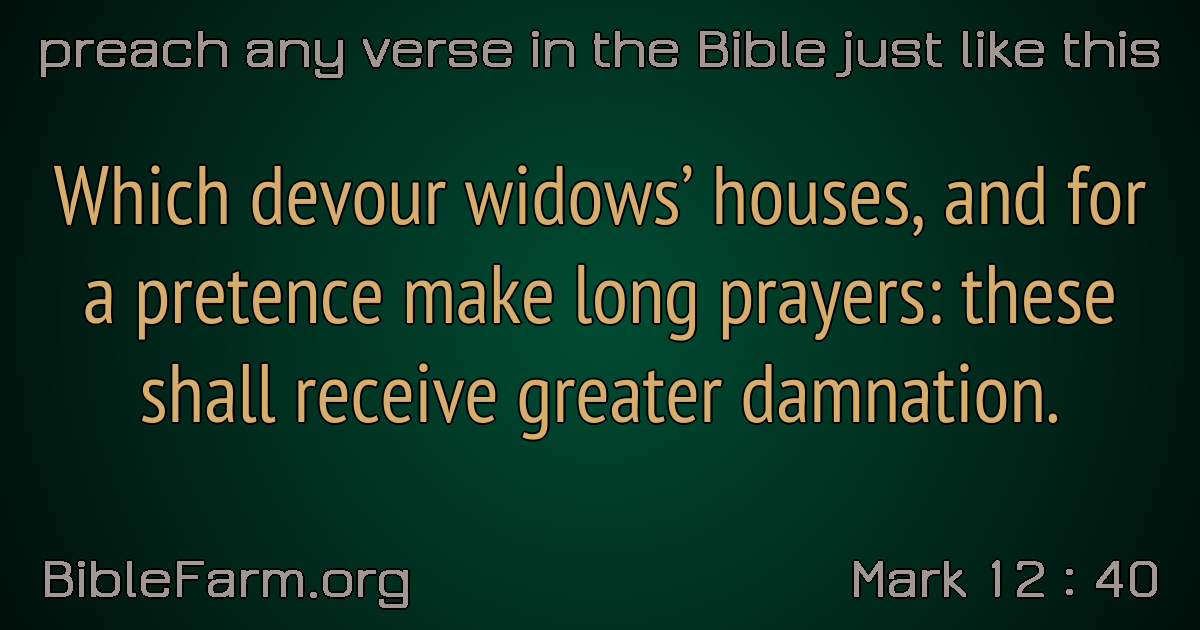 preach any verse in the Bible just like this
Which devour widows’ houses, and for
a pretence make long prayers: these
shall receive greater damnation.
BibleFarm.org
Mark 12 : 40